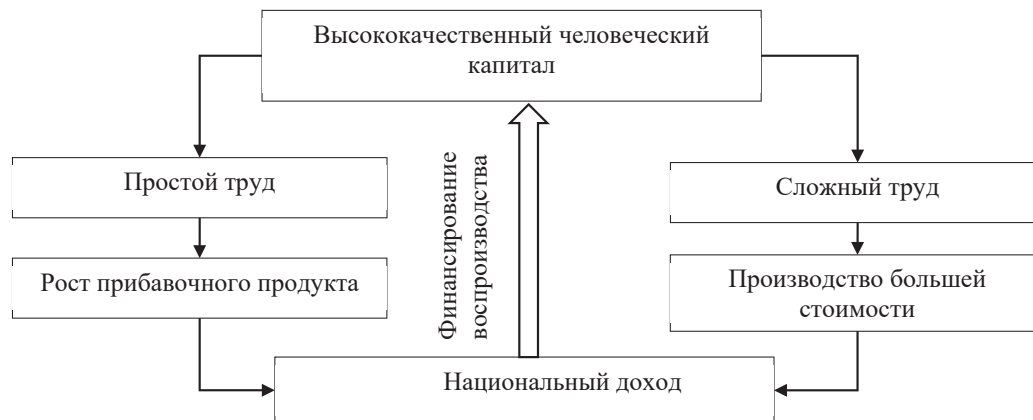 Высококачественный человеческий
капитал
Простой труд
Рост прибавочного продукта
Финансирование
воспроизводства
Сложный труд
Производство большей
стоимости
Национальный доход